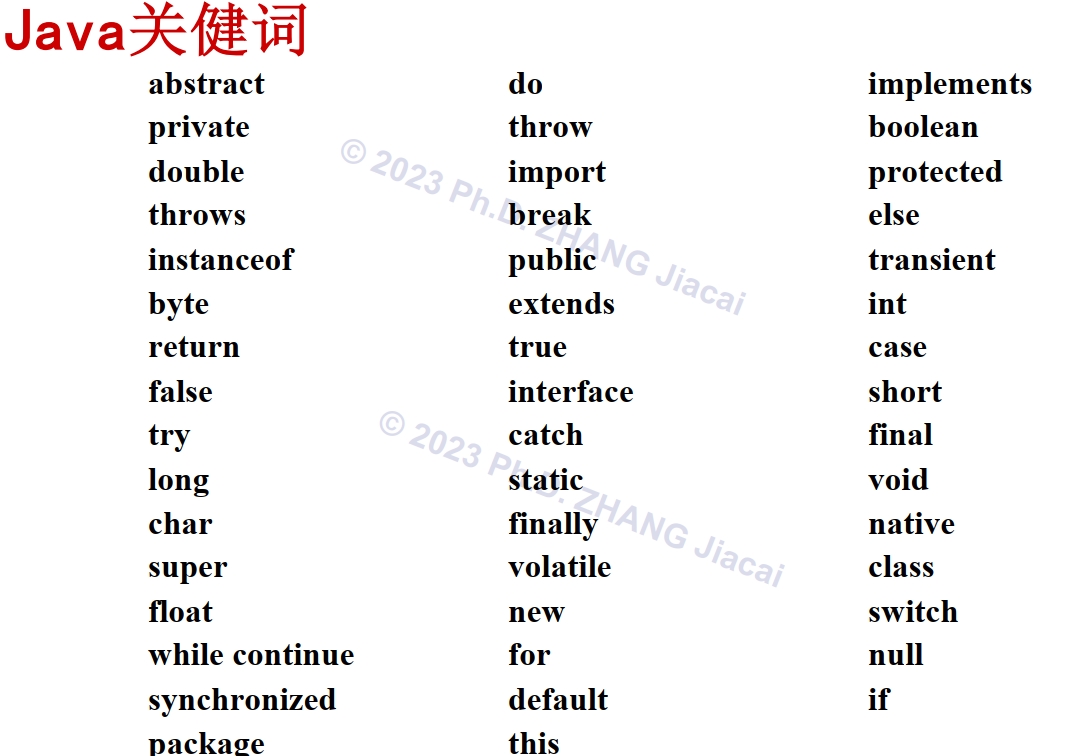 Java关健词
abstract do implements
private throw boolean
double import protected
throws break else
instanceof public transient
byte extends int
return true case
false interface short
try catch final
long static void
char finally native
super volatile class
float new switch
while continue for null
synchronized default if
package this
© 2023 Ph.D. ZHANG Jiacai
© 2023 Ph.D. ZHANG Jiacai